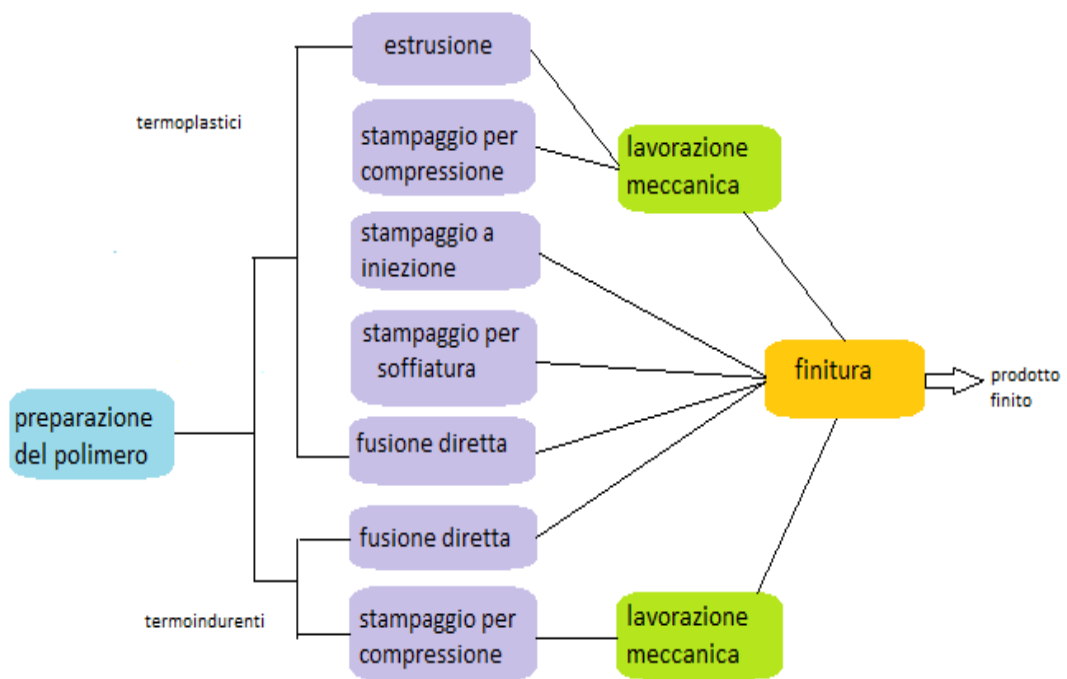 estrusione
termoplastici
stampaggio per
compressione
lavorazione
meccanica
stampaggio a
iniezione
stampaggio per
soffiatura
finitura
prodotto
finito
preparazione
del polimero
fusione diretta
fusione diretta
termoindurenti
stampaggio per
compressione
lavorazione
meccanica